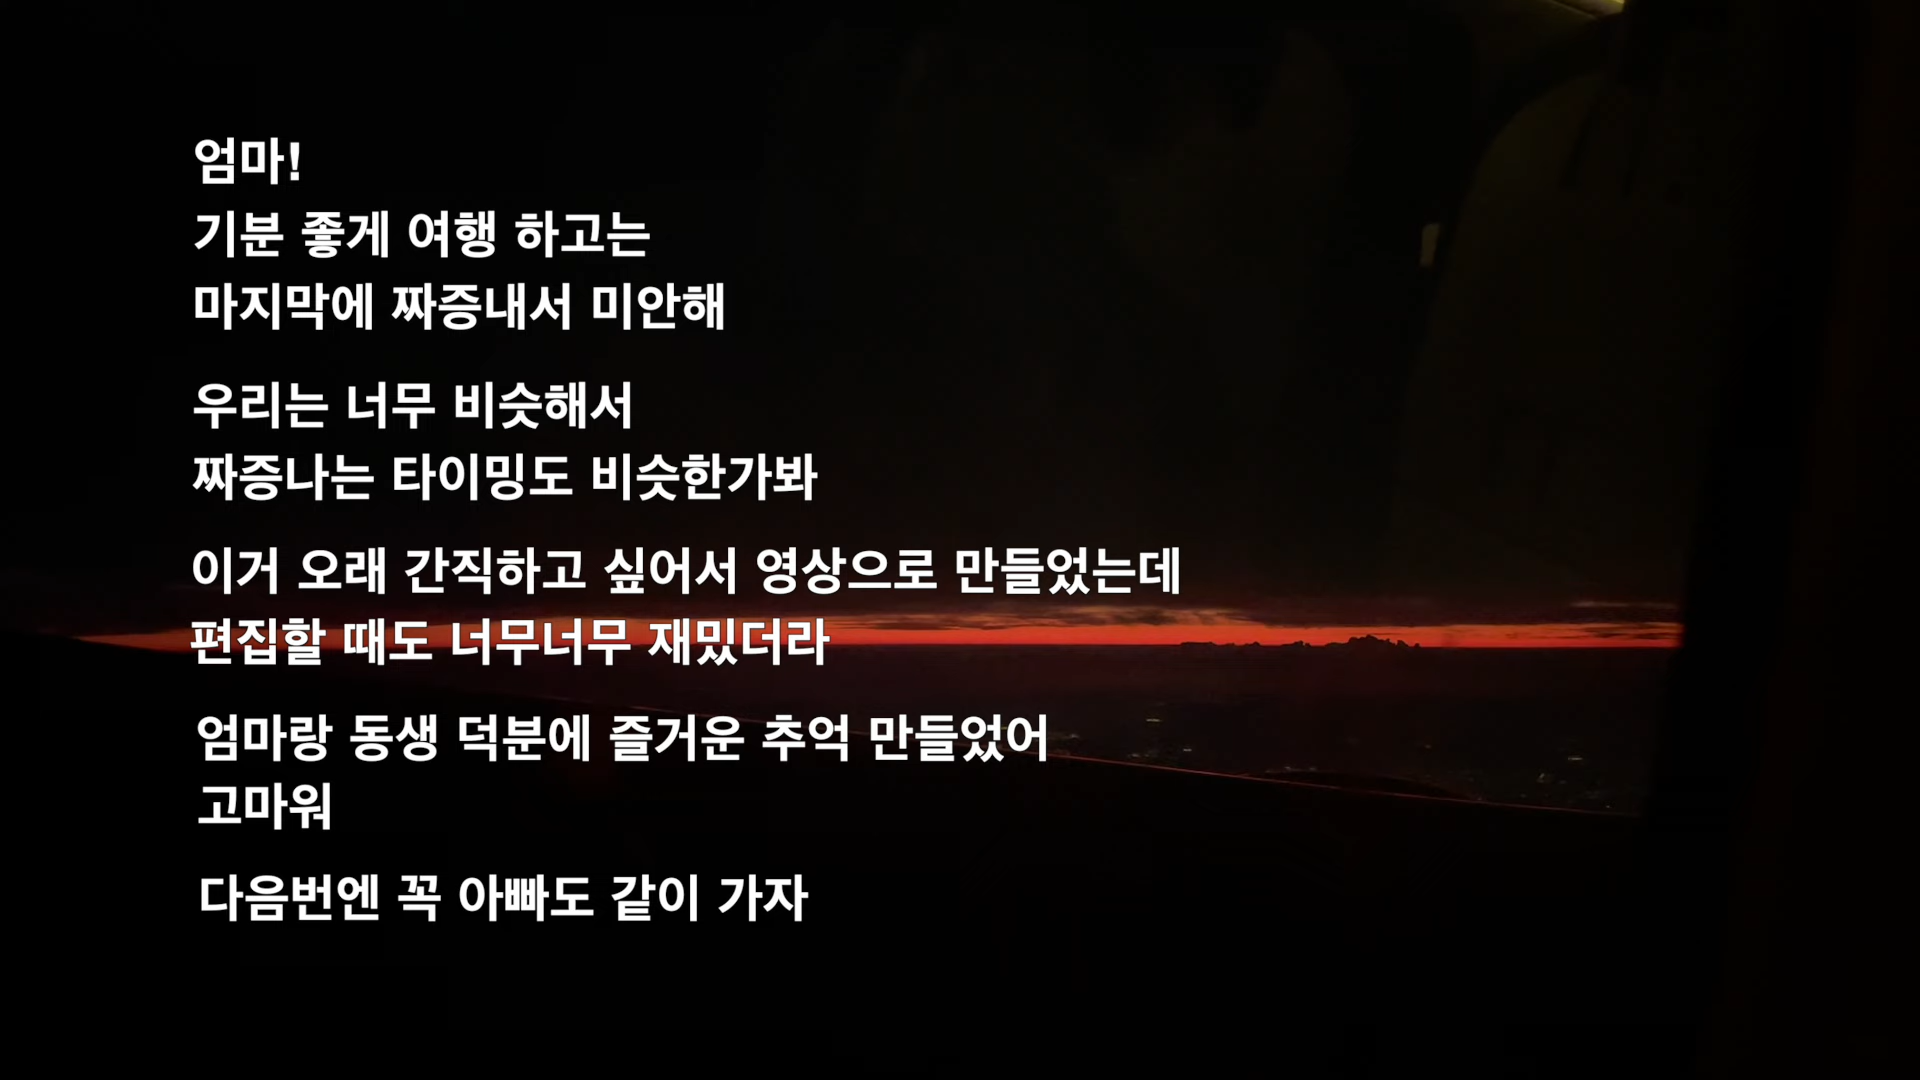 엄마!
기분 좋게 여행 하고는
마지막에 짜증내서 미안해
우리는 너무 비슷해서
짜증나는 타이밍도 비슷한가봐
이거 오래 간직하고 싶어서 영상으로 만들었는데
편집할 때도 너무너무 재밌더라
엄마랑 동생 덕분에 즐거운 추억 만들었어
고마워
다음번엔 꼭 아빠도 같이 가자